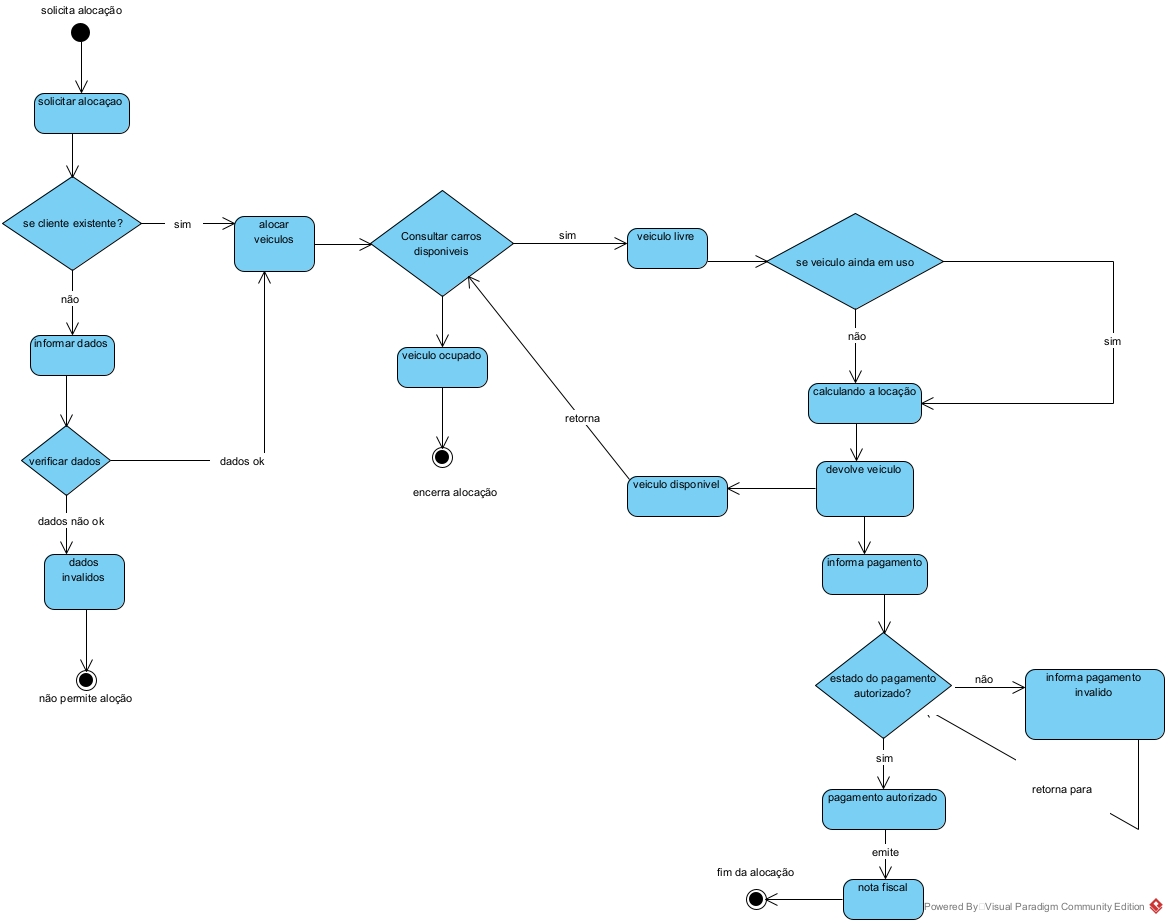 solicita alocação
solicitar alocaçao
se cliente existente?
sim
alocar
veiculos
Consultar carros
disponiveis
sim
veiculo livre
se veiculo ainda em uso
sim
não
não
informar dados
veiculo ocupado
calculando a locação
retorna
verificar dados
dados ok
encerra alocação
veiculo disponivel
devolve veiculo
dados não ok
dados
invalidos
não permite aloção
informa pagamento
estado do pagamento
autorizado?
não
informa pagamento
invalido
sim
retorna para
pagamento autorizado
emite
fim da alocação
nota fiscal
Powered By Visual Paradigm Community Edition